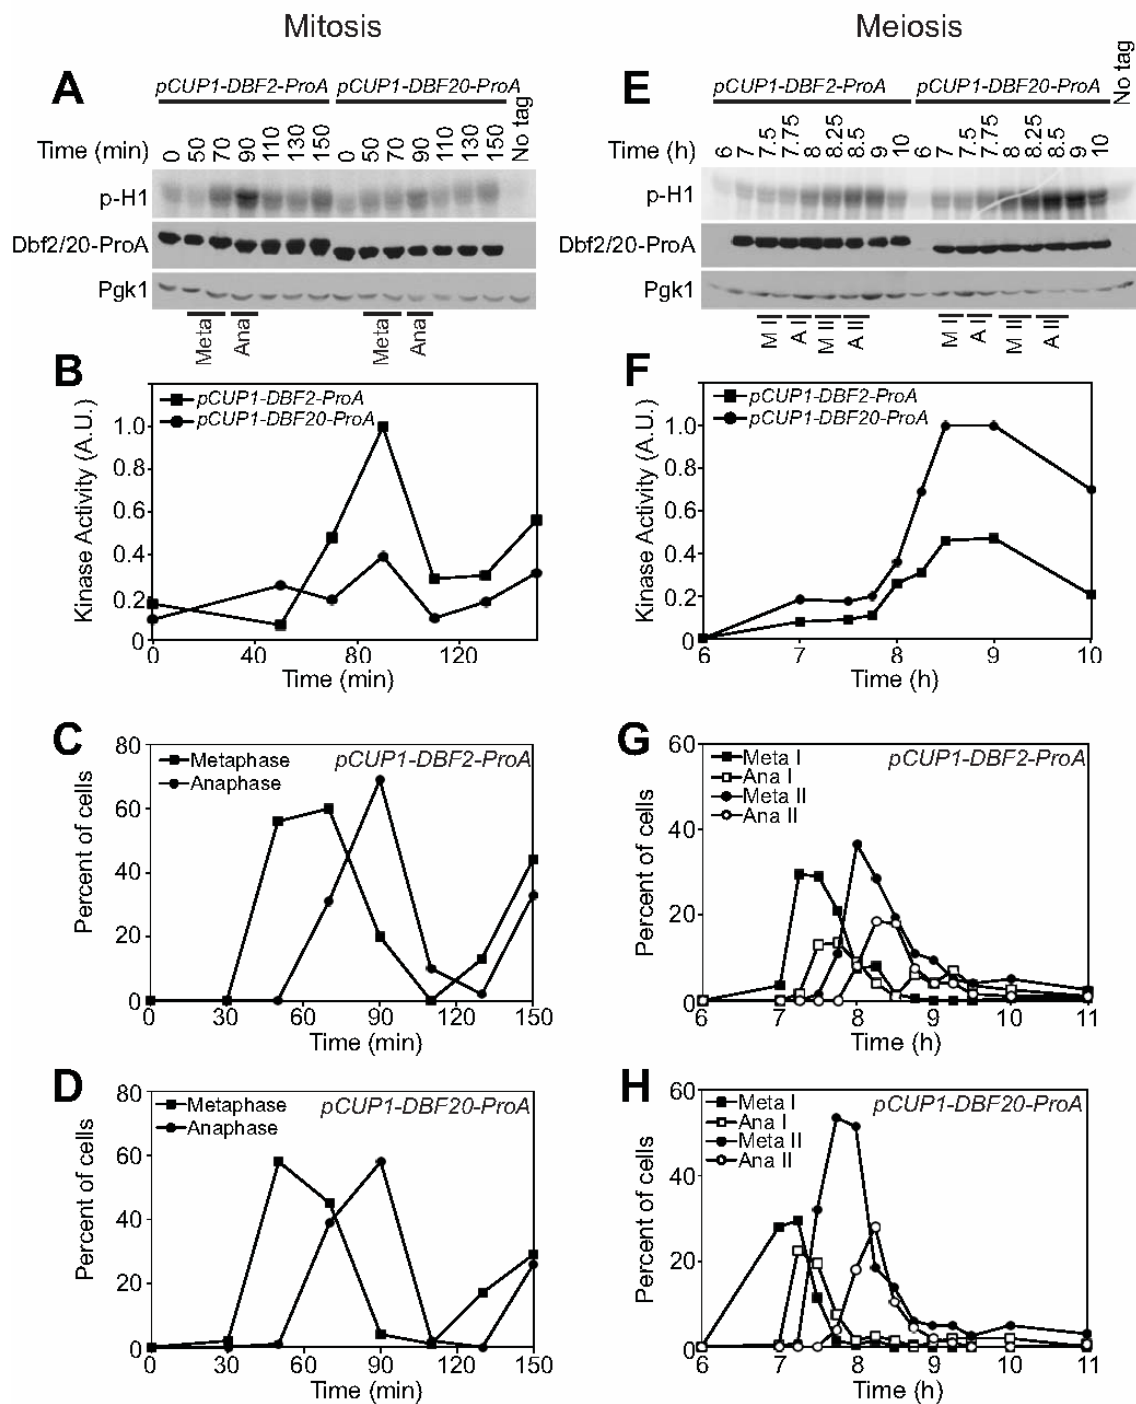 Mitosis
A
pCUP1-DBF2-ProA pCUP1-DBF20-ProA No tag
Time (min) 0 50 70 90 110 130 150 0 50 70 90 110 130 150
p-H1
Dbf2/20-ProA
Pgk1
Meta Ana Meta Ana
B
pCUP1-DBF2-ProA
pCUP1-DBF20-ProA
Kinase Activity (A.U.)
1.0
0.8
0.6
0.4
0.2
0
0 40 80 120
Time (min)
C
pCUP1-DBF2-ProA
Metaphase
Anaphase
Percent of cells
80
60
40
20
0
0 30 60 90 120 150
Time (min)
D
pCUP1-DBF20-ProA
Metaphase
Anaphase
Percent of cells
80
60
40
20
0
0 30 60 90 120 150
Time (min)
Meiosis
E
pCUP1-DBF2-ProA pCUP1-DBF20-ProA No tag
Time (h) 6 7 7.5 7.75 8 8.25 8.5 9 10 6 7 7.5 7.75 8 8.25 8.5 9 10
p-H1
Dbf2/20-ProA
Pgk1
M I A I M II A II M I A I M II A II
F
pCUP1-DBF2-ProA
pCUP1-DBF20-ProA
Kinase Activity (A.U.)
1.0
0.8
0.6
0.4
0.2
0
6 7 8 9 10
Time (h)
G
pCUP1-DBF2-ProA
Meta I
Ana I
Meta II
Ana II
Percent of cells
60
40
20
0
6 7 8 9 10 11
Time (h)
H
pCUP1-DBF20-ProA
Meta I
Ana I
Meta II
Ana II
Percent of cells
60
40
20
0
6 7 8 9 10 11
Time (h)